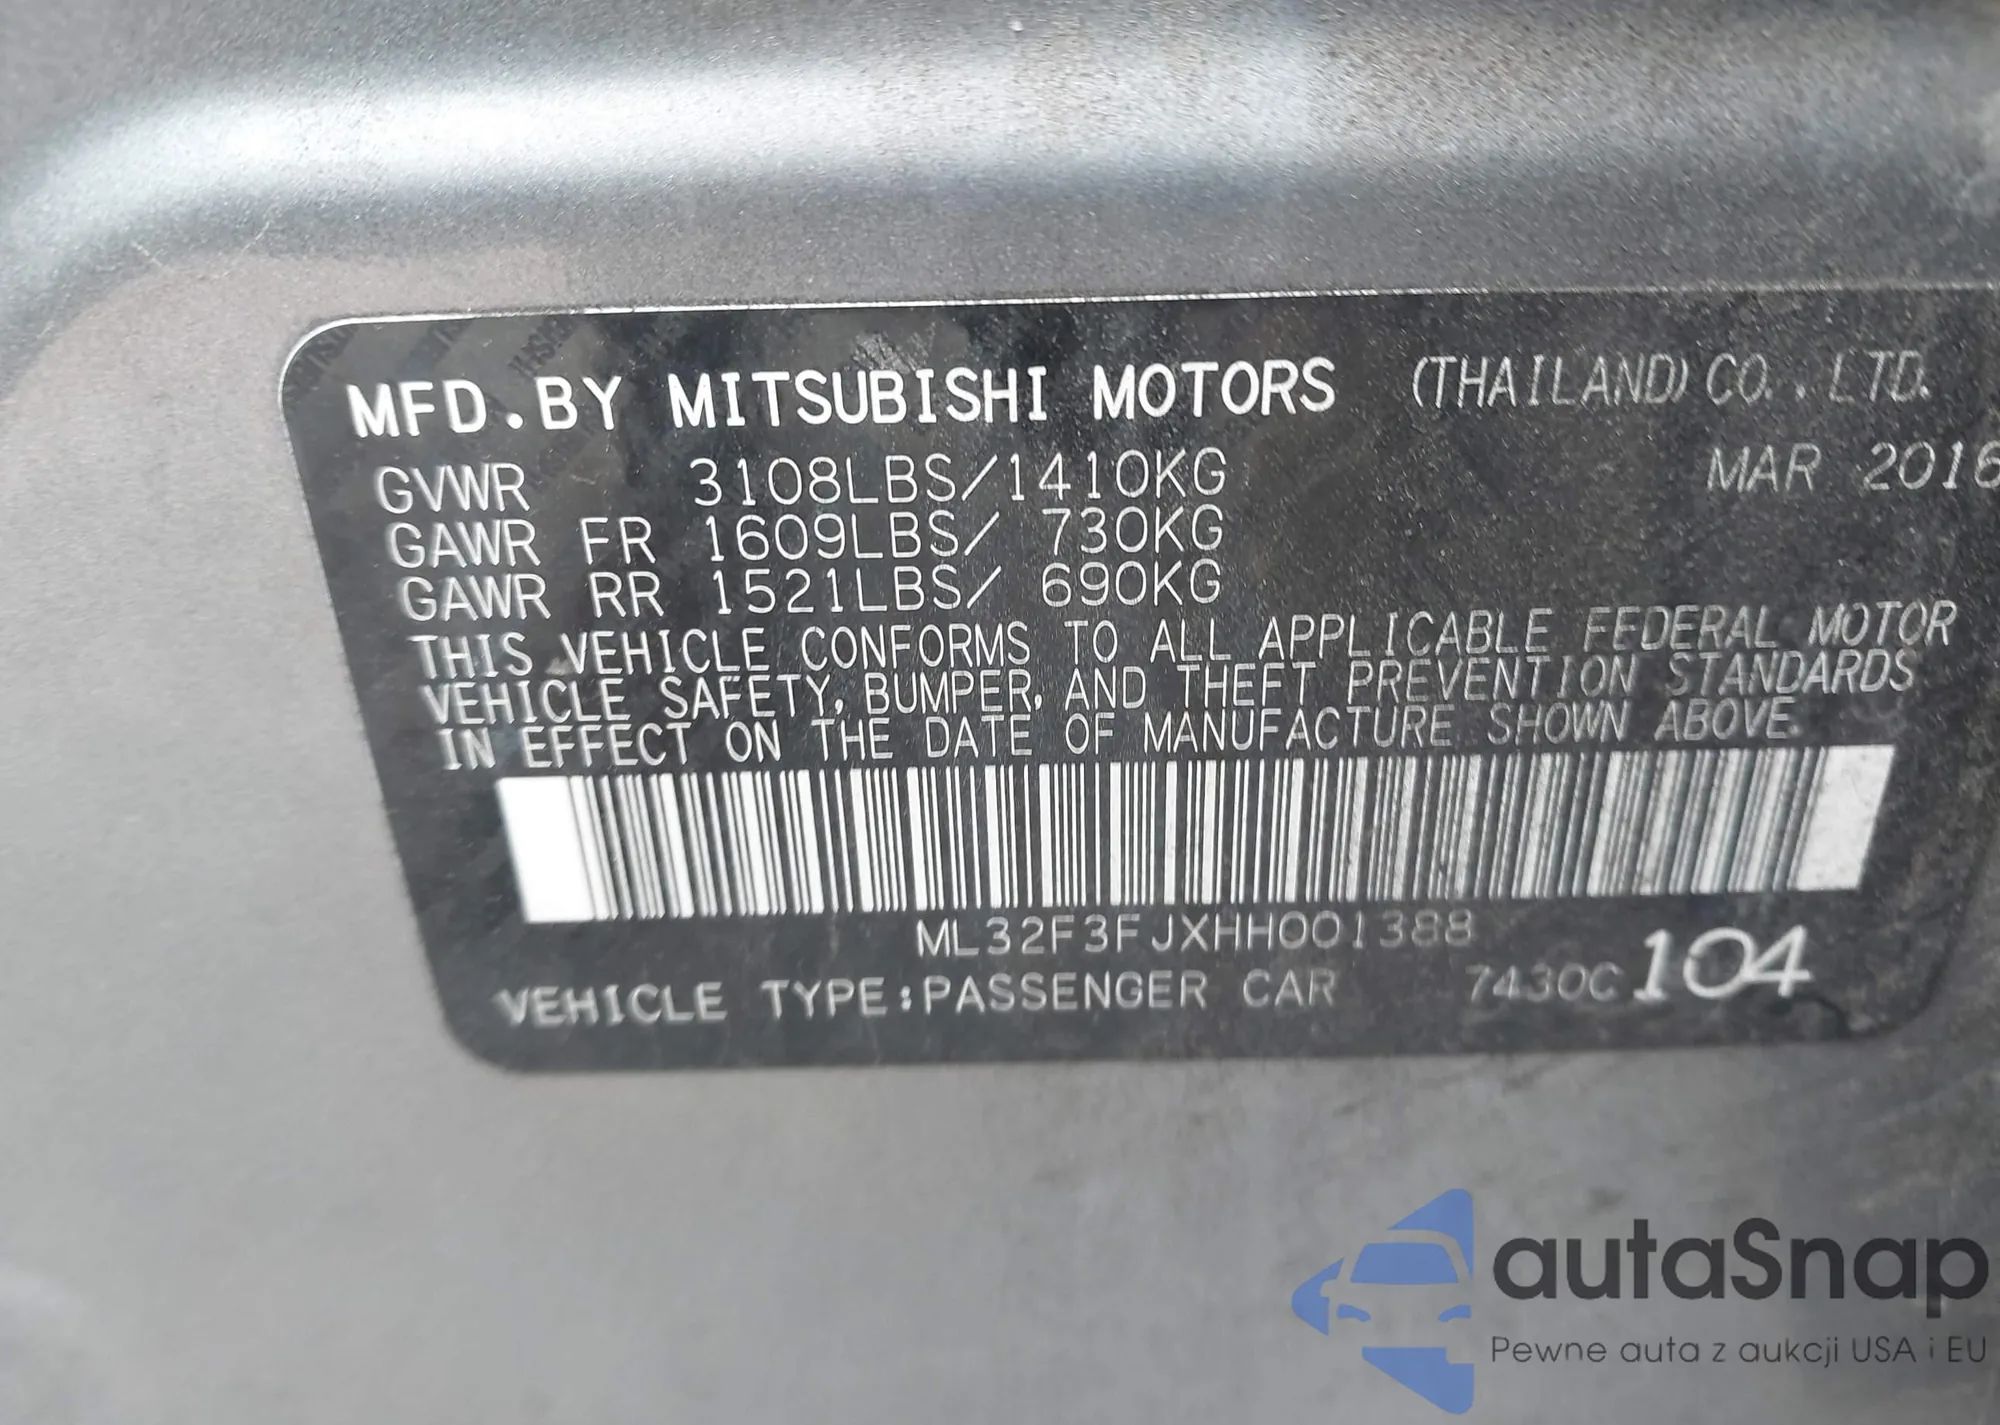 MFD.BY MITSUBISHI MOTORS (THAILAND) CO.,LTD.
MAR 2016
GVWR 3108LBS/1410KG
GAWR FR 1609LBS/ 730KG
GAWR RR 1521LBS/ 690KG
THIS VEHICLE CONFORMS TO ALL APPLICABLE FEDERAL MOTOR
VEHICLE SAFETY, BUMPER, AND THEFT PREVENTION STANDARDS
IN EFFECT ON THE DATE OF MANUFACTURE SHOWN ABOVE.
ML32F3FJXHH001388
VEHICLE TYPE:PASSENGER CAR 7430C 104
autaSnap
Pewne auta z aukcji USA i EU